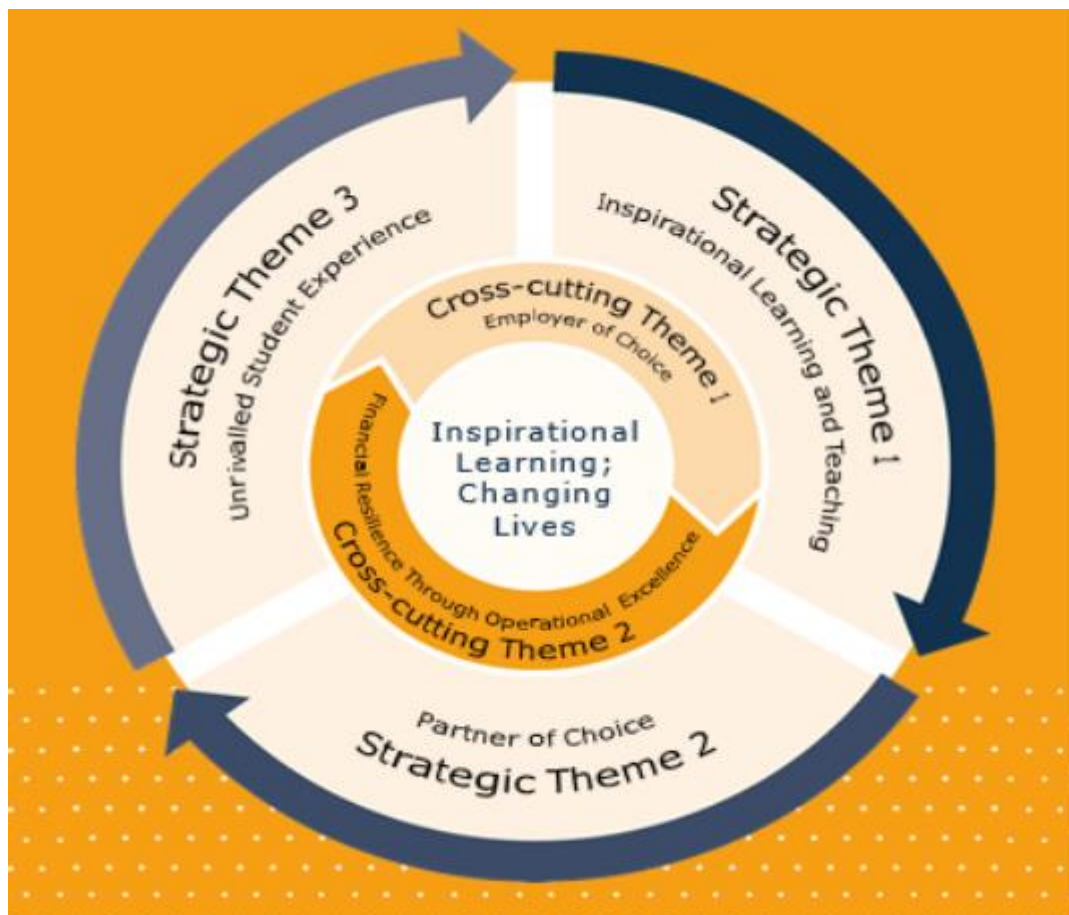 Strategic Theme 1
Inspirational Learning and Teaching
Partner of Choice
Strategic Theme 2
Strategic Theme 3
Unrivalled Student Experience
Cross-cutting Theme 1
Employer of Choice
Financial Resilience Through Operational Excellence
Cross-cutting Theme 2
Inspirational
Learning;
Changing
Lives